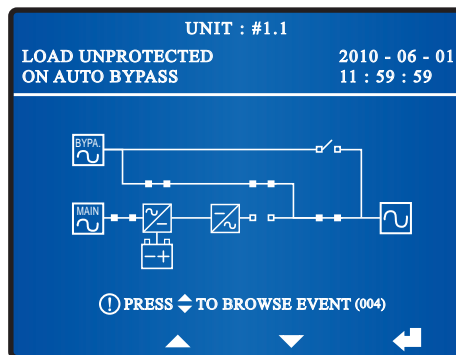 UNIT : #1.1
LOAD UNPROTECTED 2010 - 06 - 01
ON AUTO BYPASS 11 : 59 : 59
BYPA.
MAIN
PRESS TO BROWSE EVENT (004)